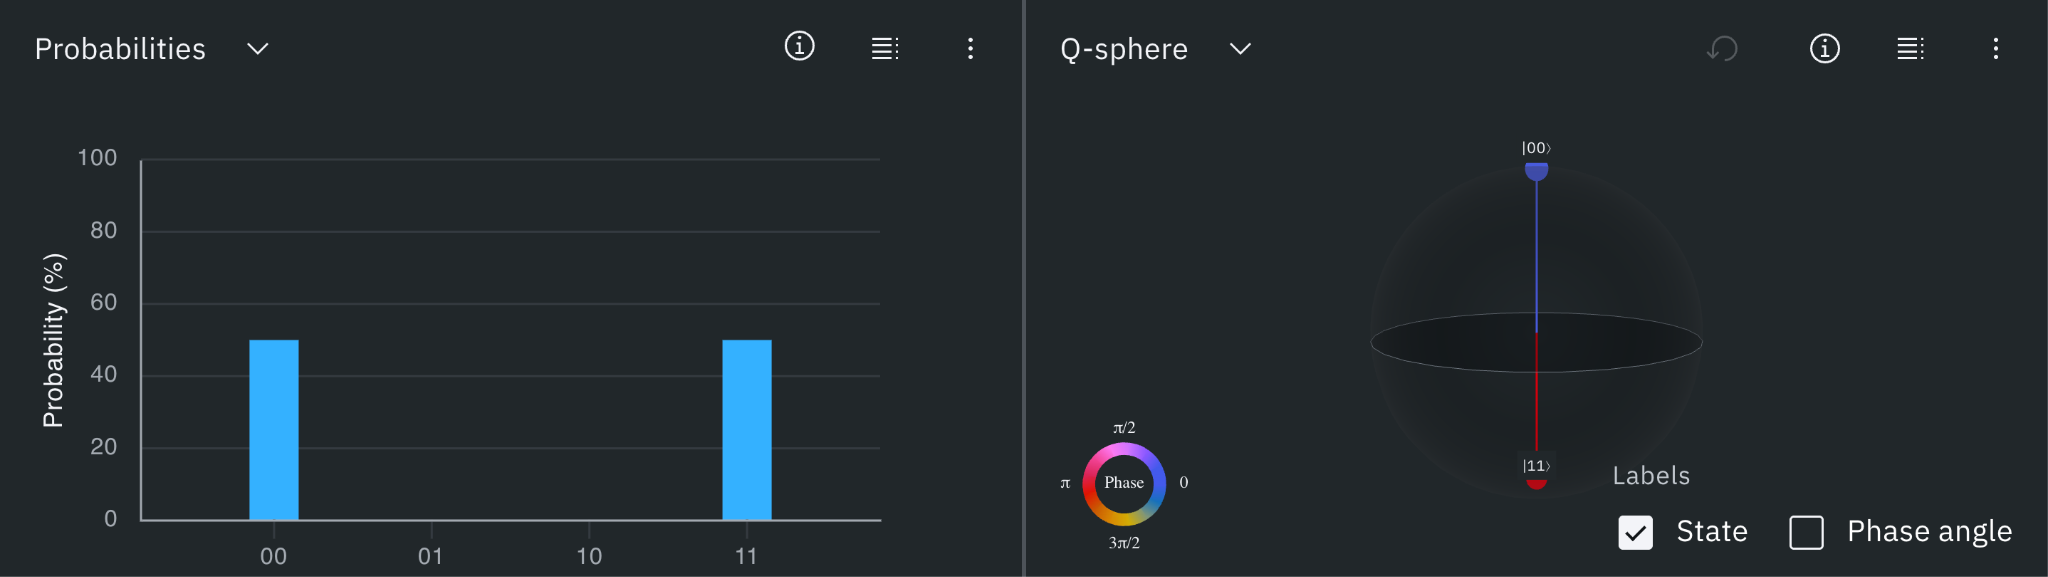 Probabilities
Q-sphere
100
80
60
40
20
0
Probability (%)
00
01
10
11
|00⟩
|11⟩
π/2
π
Phase
0
3π/2
Labels
State
Phase angle